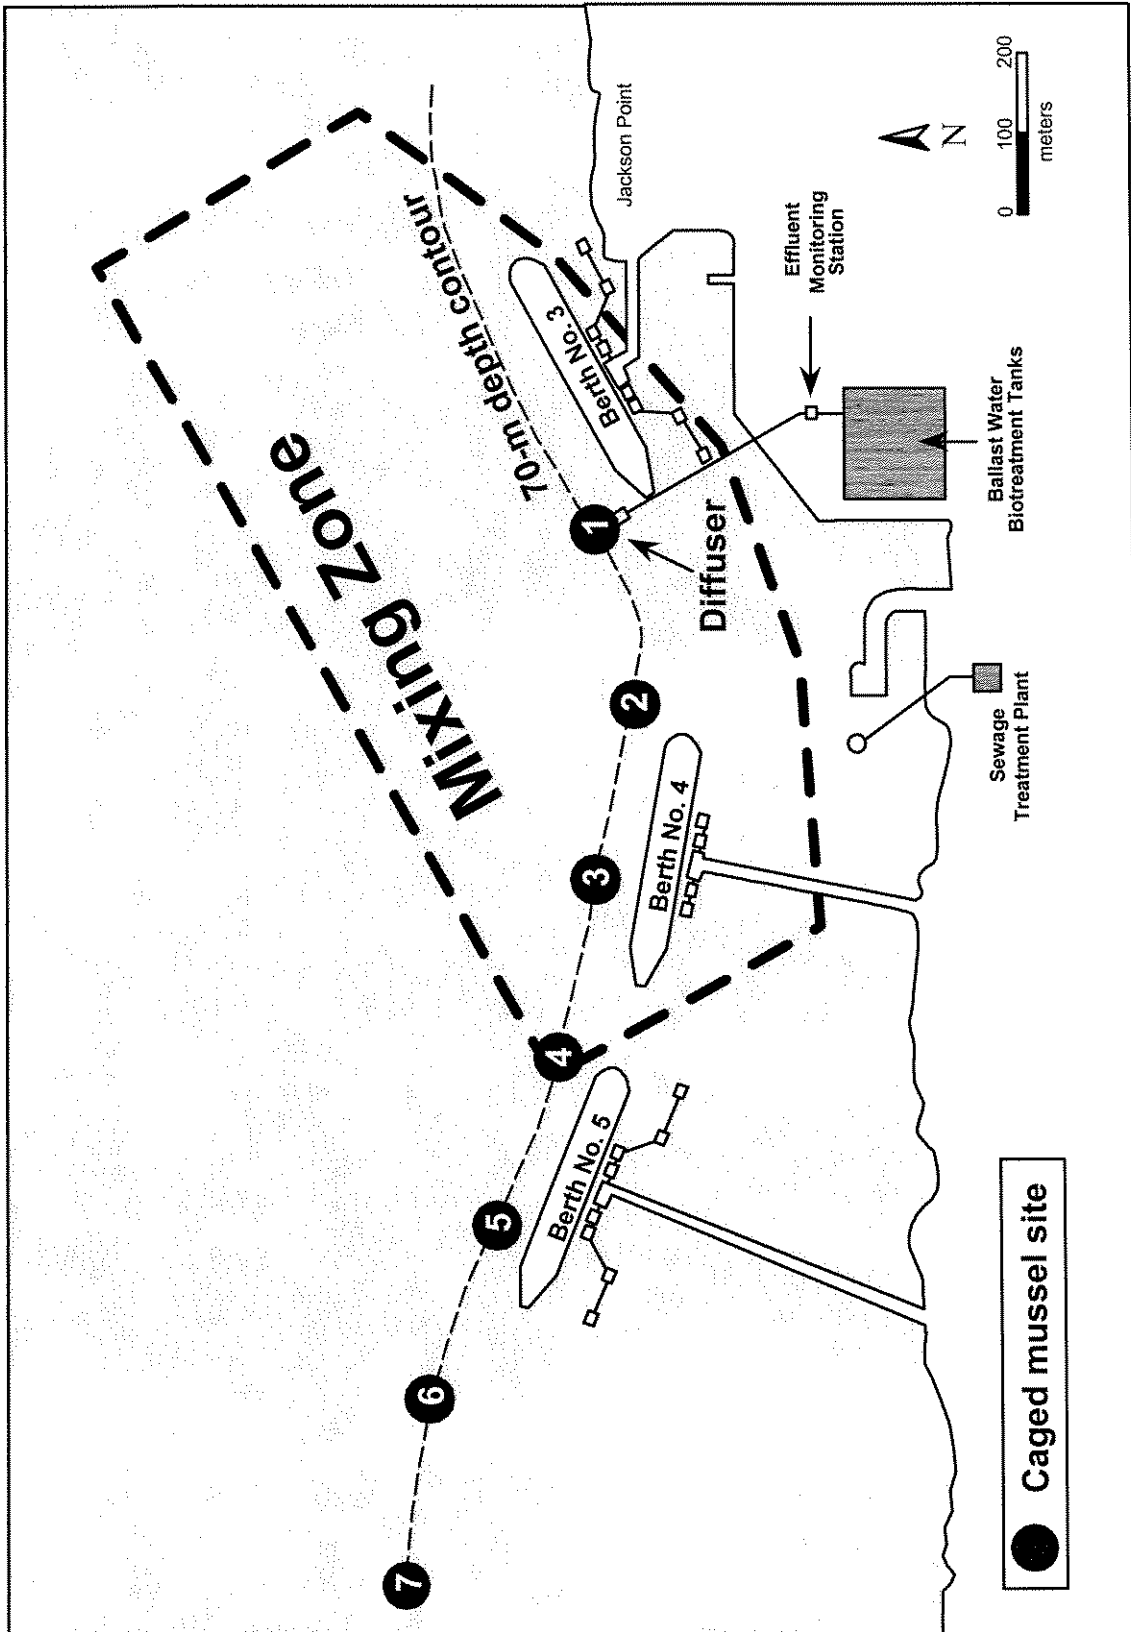 Mixing Zone
70-m depth contour
Jackson Point
7
6
5
4
3
2
1
Berth No. 5
Berth No. 4
Berth No. 3
Diffuser
Effluent
Monitoring
Station
Ballast Water
Biotreatment Tanks
Sewage
Treatment Plant
N
0 100 200
meters
Caged mussel site